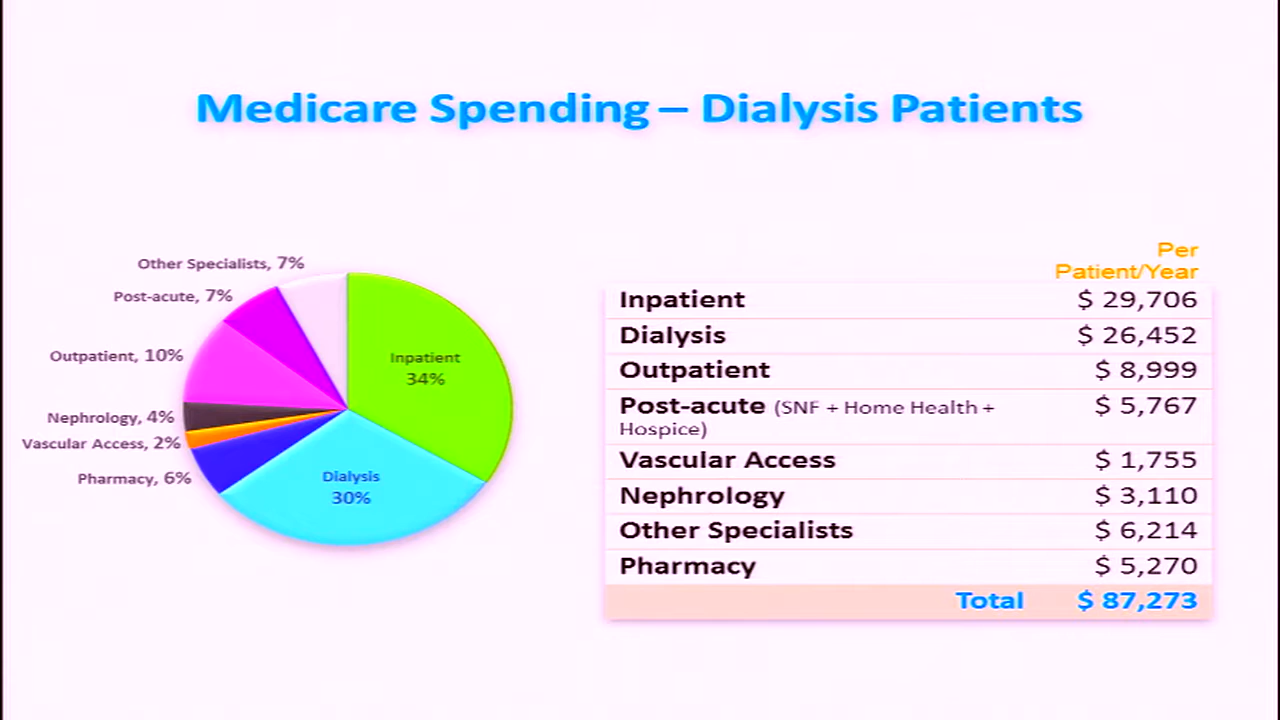 Medicare Spending – Dialysis Patients
Other Specialists, 7%
Post-acute, 7%
Outpatient, 10%
Nephrology, 4%
Vascular Access, 2%
Pharmacy, 6%
Inpatient
34%
Dialysis
30%
Per
Patient/Year
Inpatient $ 29,706
Dialysis $ 26,452
Outpatient $ 8,999
Post-acute (SNF + Home Health + $ 5,767
Hospice)
Vascular Access $ 1,755
Nephrology $ 3,110
Other Specialists $ 6,214
Pharmacy $ 5,270
Total $ 87,273